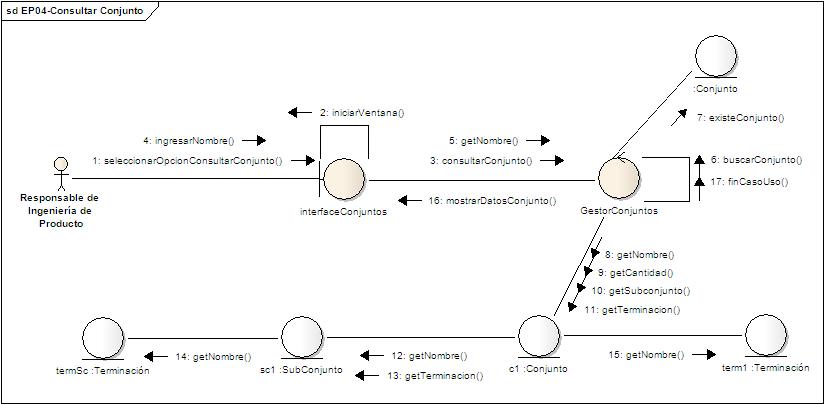 sd EP04-Consultar Conjunto
:Conjunto
2: iniciarVentana()
7: existeConjunto()
4: ingresarNombre()
5: getNombre()
1: seleccionarOpcionConsultarConjunto()
3: consultarConjunto()
6: buscarConjunto()
17: finCasoUso()
Responsable de
Ingeniería de
Producto
interfaceConjuntos
16: mostrarDatosConjunto()
GestorConjuntos
8: getNombre()
9: getCantidad()
10: getSubconjunto()
11: getTerminacion()
14: getNombre()
12: getNombre()
15: getNombre()
termSc :Terminación
sc1 :SubConjunto
13: getTerminacion()
c1 :Conjunto
term1 :Terminación